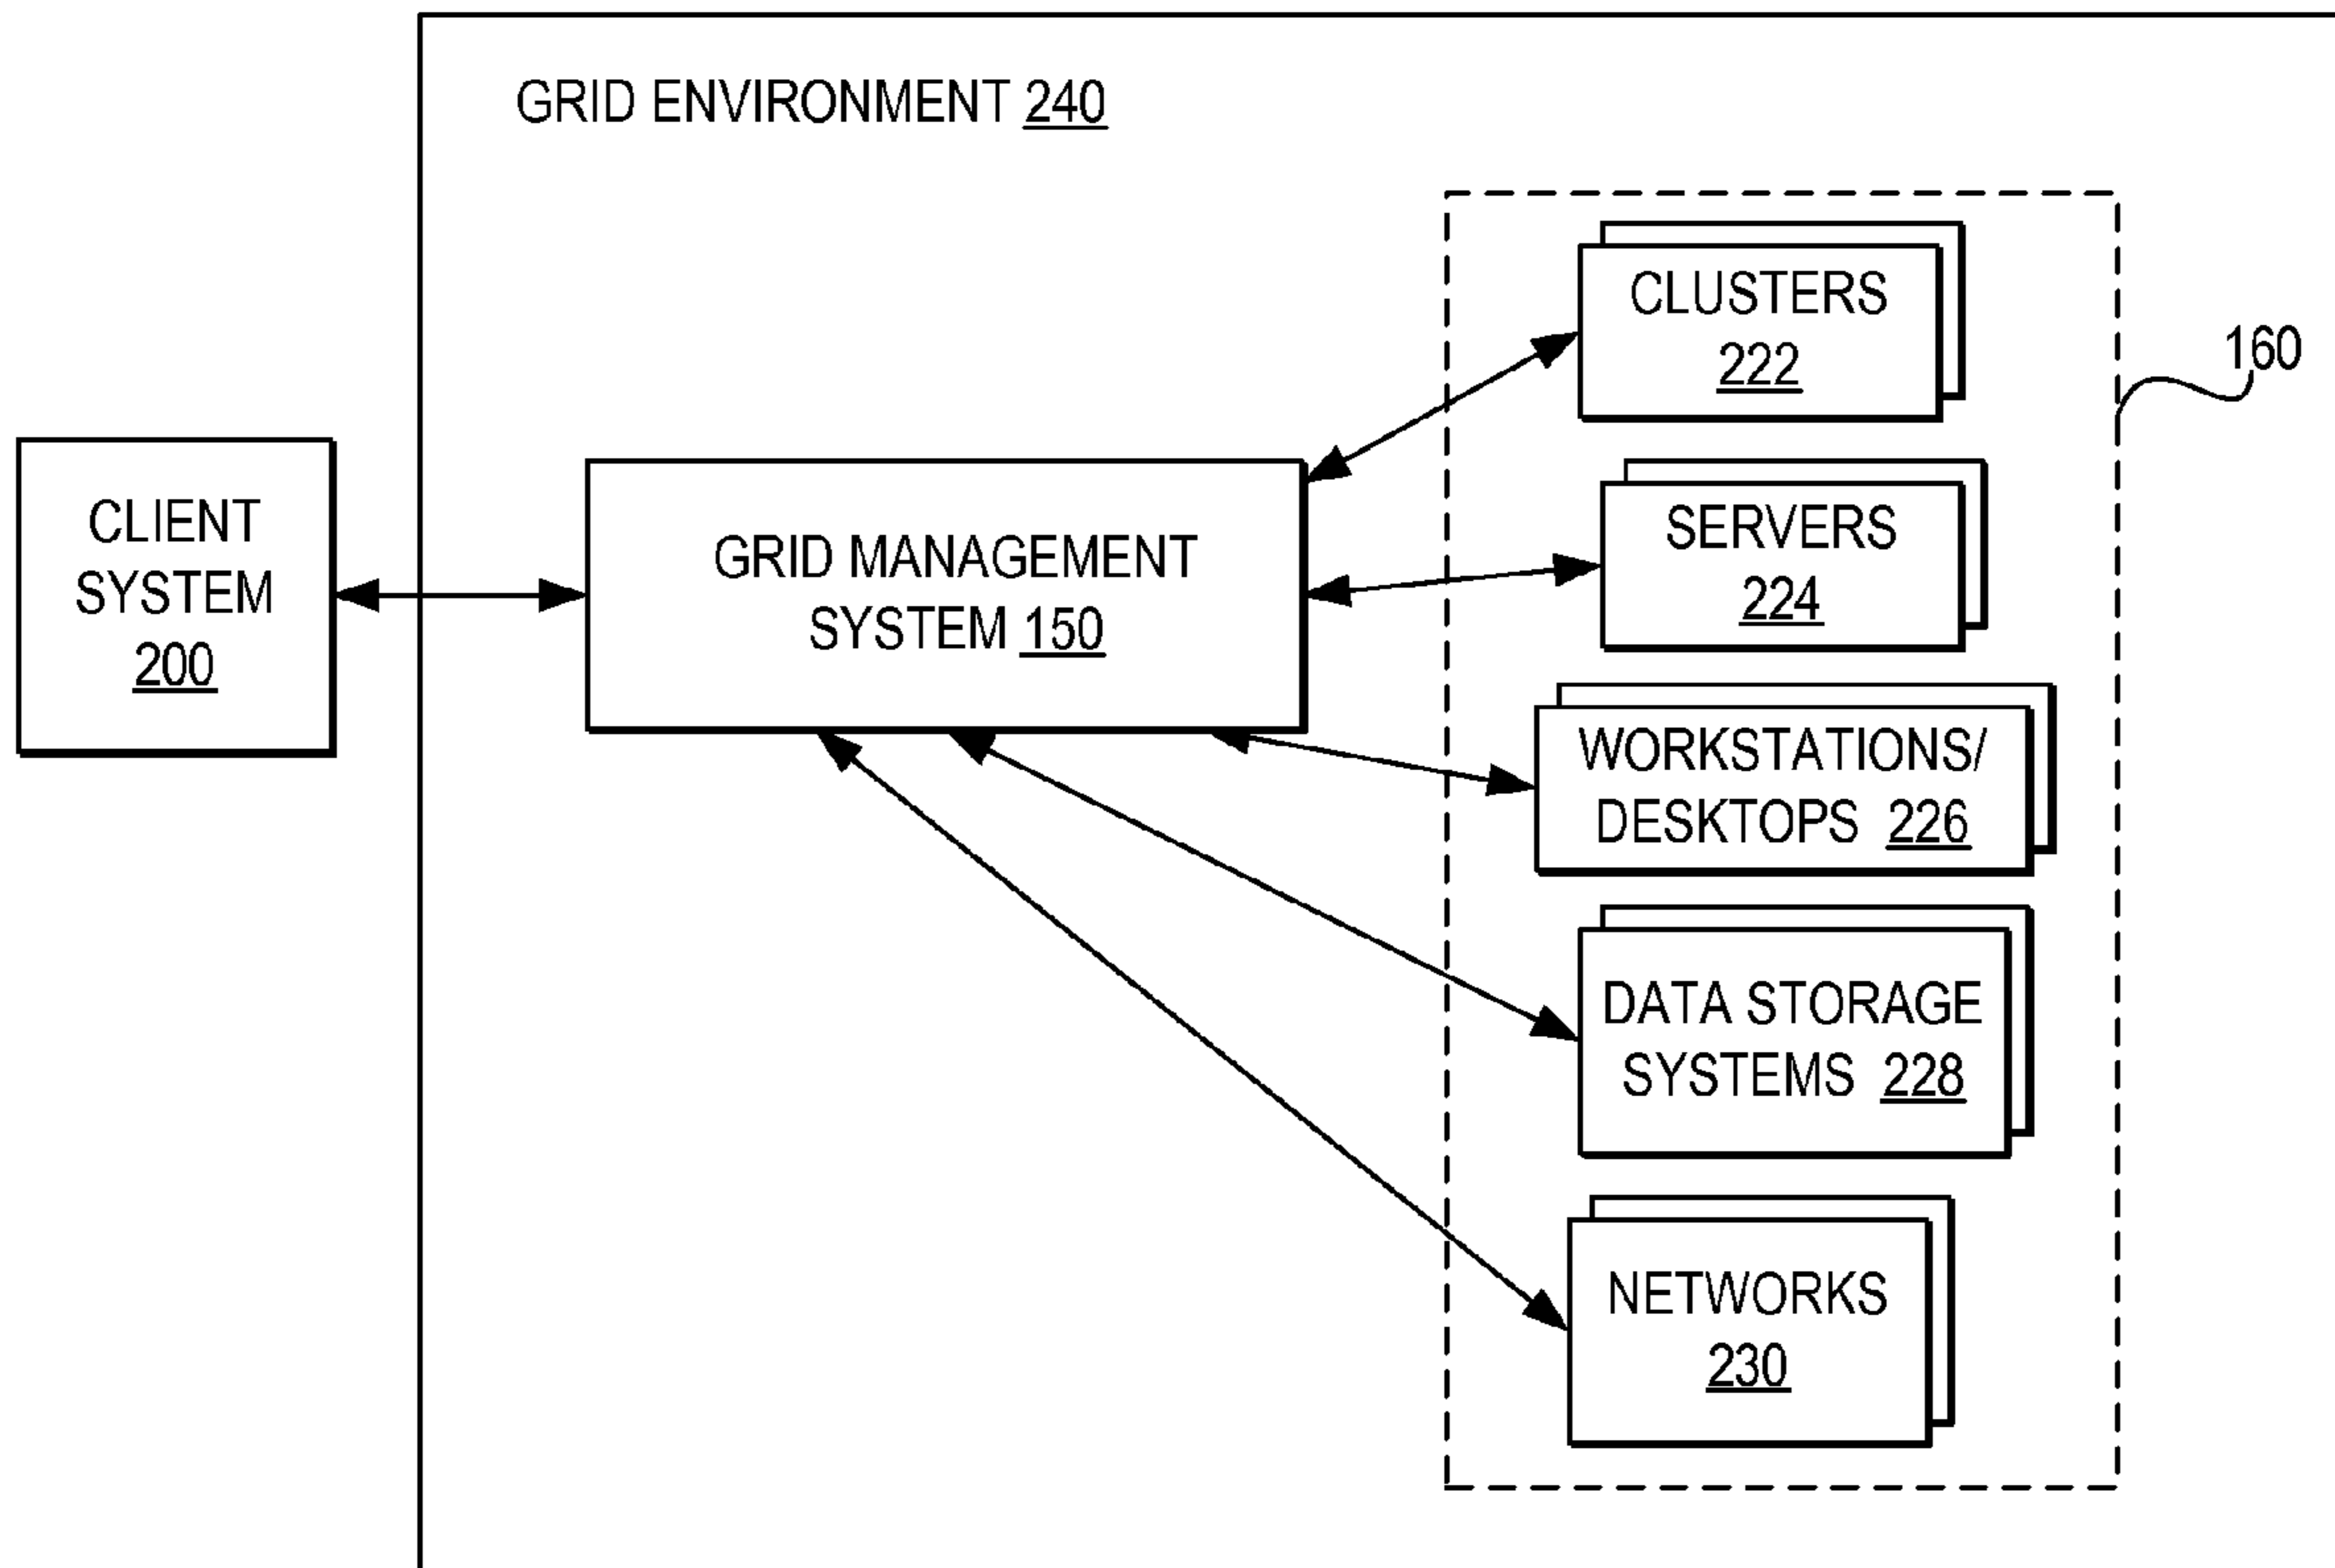 GRID ENVIRONMENT 240
CLUSTERS
222
160
CLIENT
SYSTEM
200
GRID MANAGEMENT
SYSTEM 150
SERVERS
224
WORKSTATIONS/
DESKTOPS 226
DATA STORAGE
SYSTEMS 228
NETWORKS
230